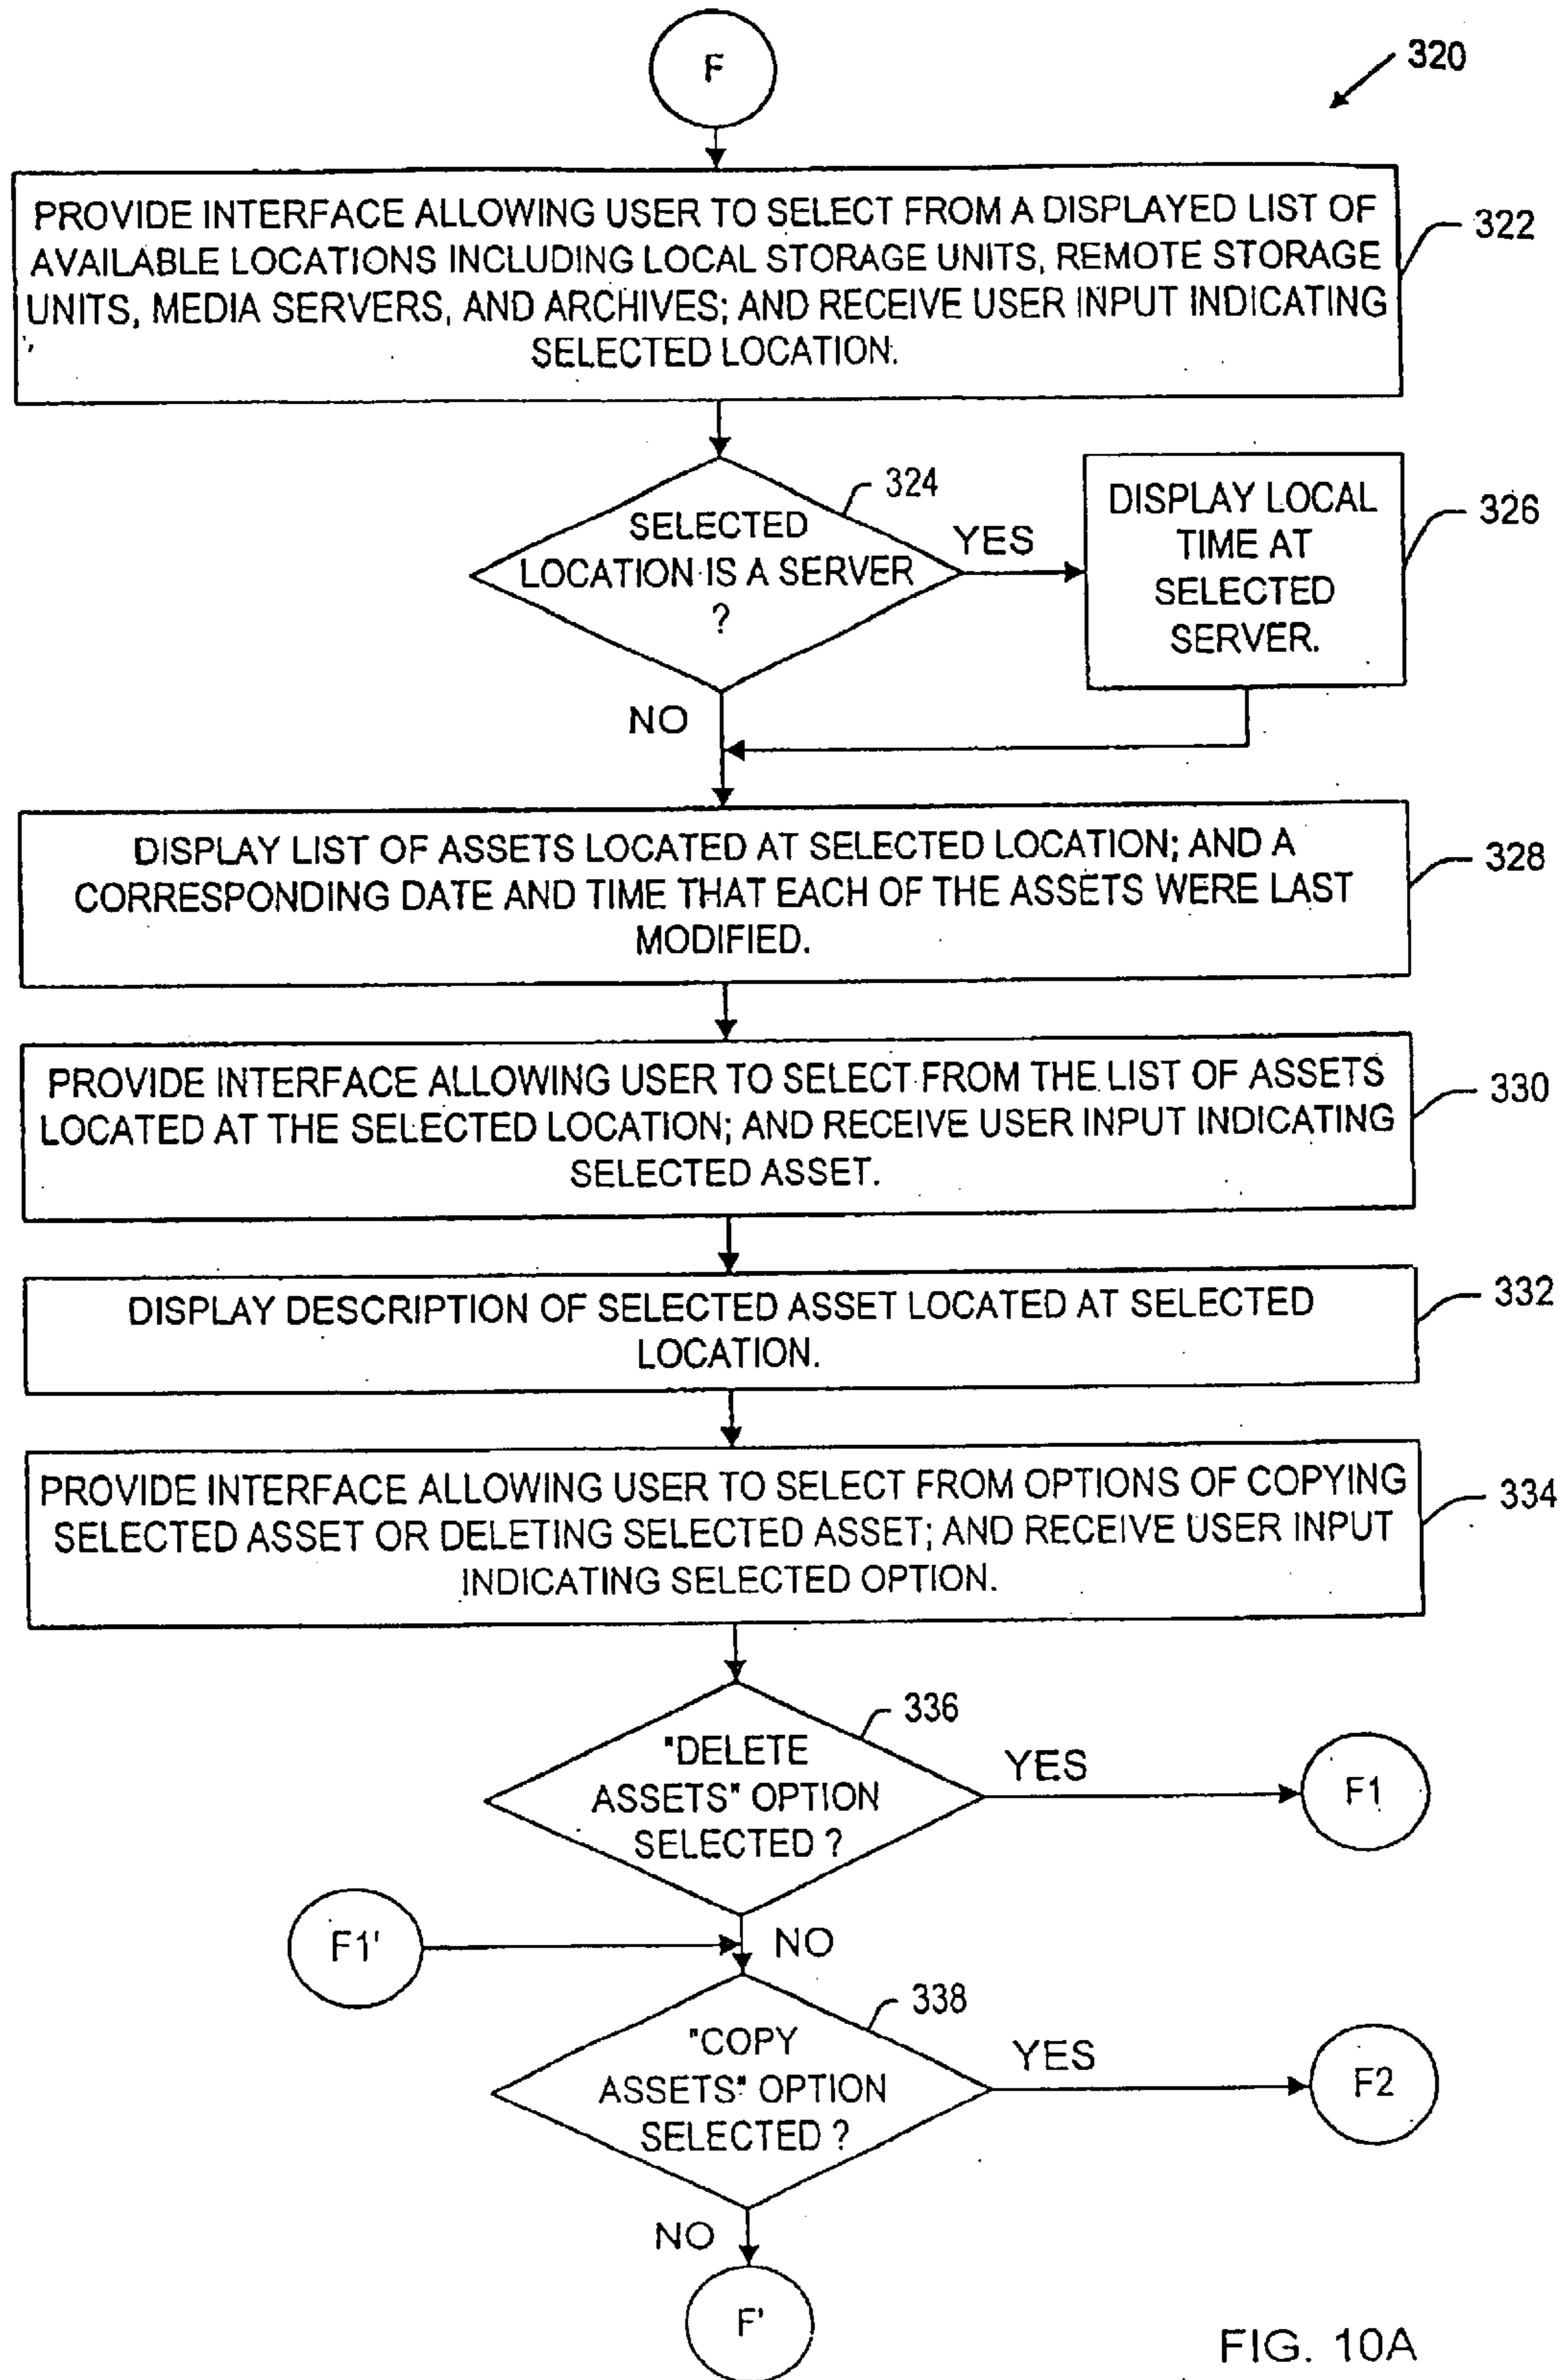 F
320
PROVIDE INTERFACE ALLOWING USER TO SELECT FROM A DISPLAYED LIST OF
AVAILABLE LOCATIONS INCLUDING LOCAL STORAGE UNITS, REMOTE STORAGE
UNITS, MEDIA SERVERS, AND ARCHIVES; AND RECEIVE USER INPUT INDICATING
SELECTED LOCATION.
322
324
SELECTED
LOCATION IS A SERVER
?
YES
DISPLAY LOCAL
TIME AT
SELECTED
SERVER.
326
NO
DISPLAY LIST OF ASSETS LOCATED AT SELECTED LOCATION; AND A
CORRESPONDING DATE AND TIME THAT EACH OF THE ASSETS WERE LAST
MODIFIED.
328
PROVIDE INTERFACE ALLOWING USER TO SELECT FROM THE LIST OF ASSETS
LOCATED AT THE SELECTED LOCATION; AND RECEIVE USER INPUT INDICATING
SELECTED ASSET.
330
DISPLAY DESCRIPTION OF SELECTED ASSET LOCATED AT SELECTED
LOCATION.
332
PROVIDE INTERFACE ALLOWING USER TO SELECT FROM OPTIONS OF COPYING
SELECTED ASSET OR DELETING SELECTED ASSET; AND RECEIVE USER INPUT
INDICATING SELECTED OPTION.
334
336
"DELETE
ASSETS" OPTION
SELECTED ?
YES
F1
F1'
NO
338
"COPY
ASSETS" OPTION
SELECTED ?
YES
F2
NO
F'
FIG. 10A